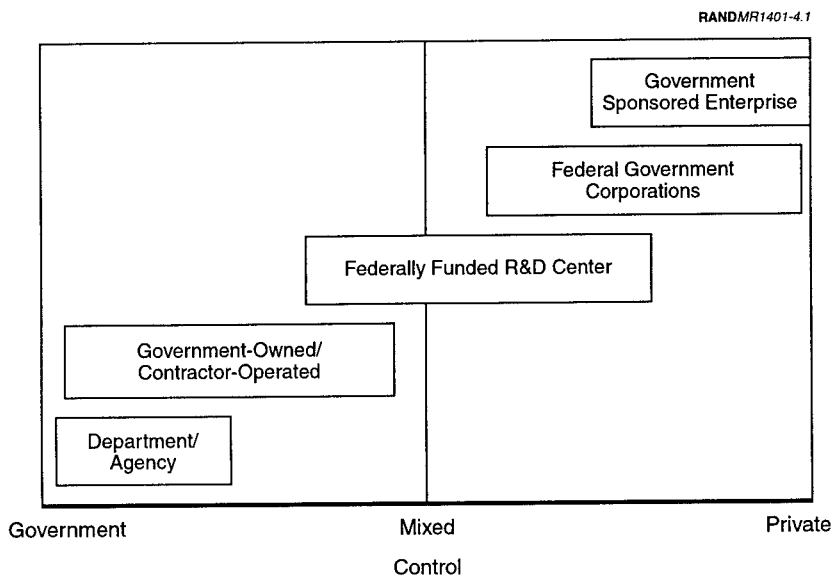 RANDMR1401-4.1
Government
Sponsored Enterprise
Federal Government
Corporations
Federally Funded R&D Center
Government-Owned/
Contractor-Operated
Department/
Agency
Government Mixed Private
Control